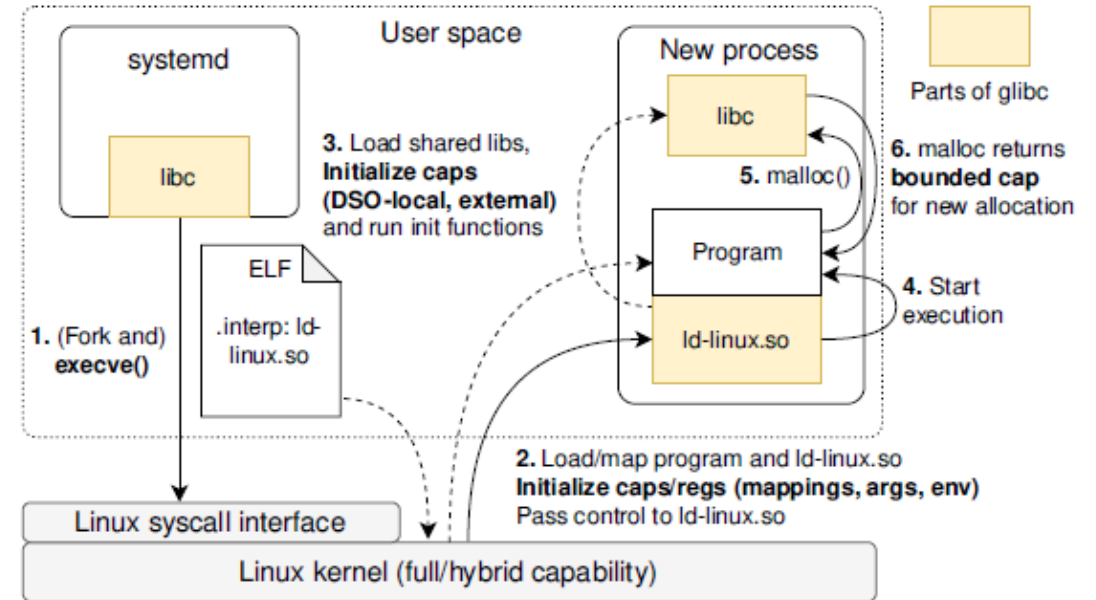 User space
systemd
libc
New process
libc
Parts of glibc
3. Load shared libs,
Initialize caps
(DSO-local, external)
and run init functions
5. malloc()
6. malloc returns
bounded cap
for new allocation
Program
ELF
.interp: ld-
linux.so
1. (Fork and)
execve()
4. Start
execution
ld-linux.so
2. Load/map program and ld-linux.so
Initialize caps/regs (mappings, args, env)
Pass control to ld-linux.so
Linux syscall interface
Linux kernel (full/hybrid capability)